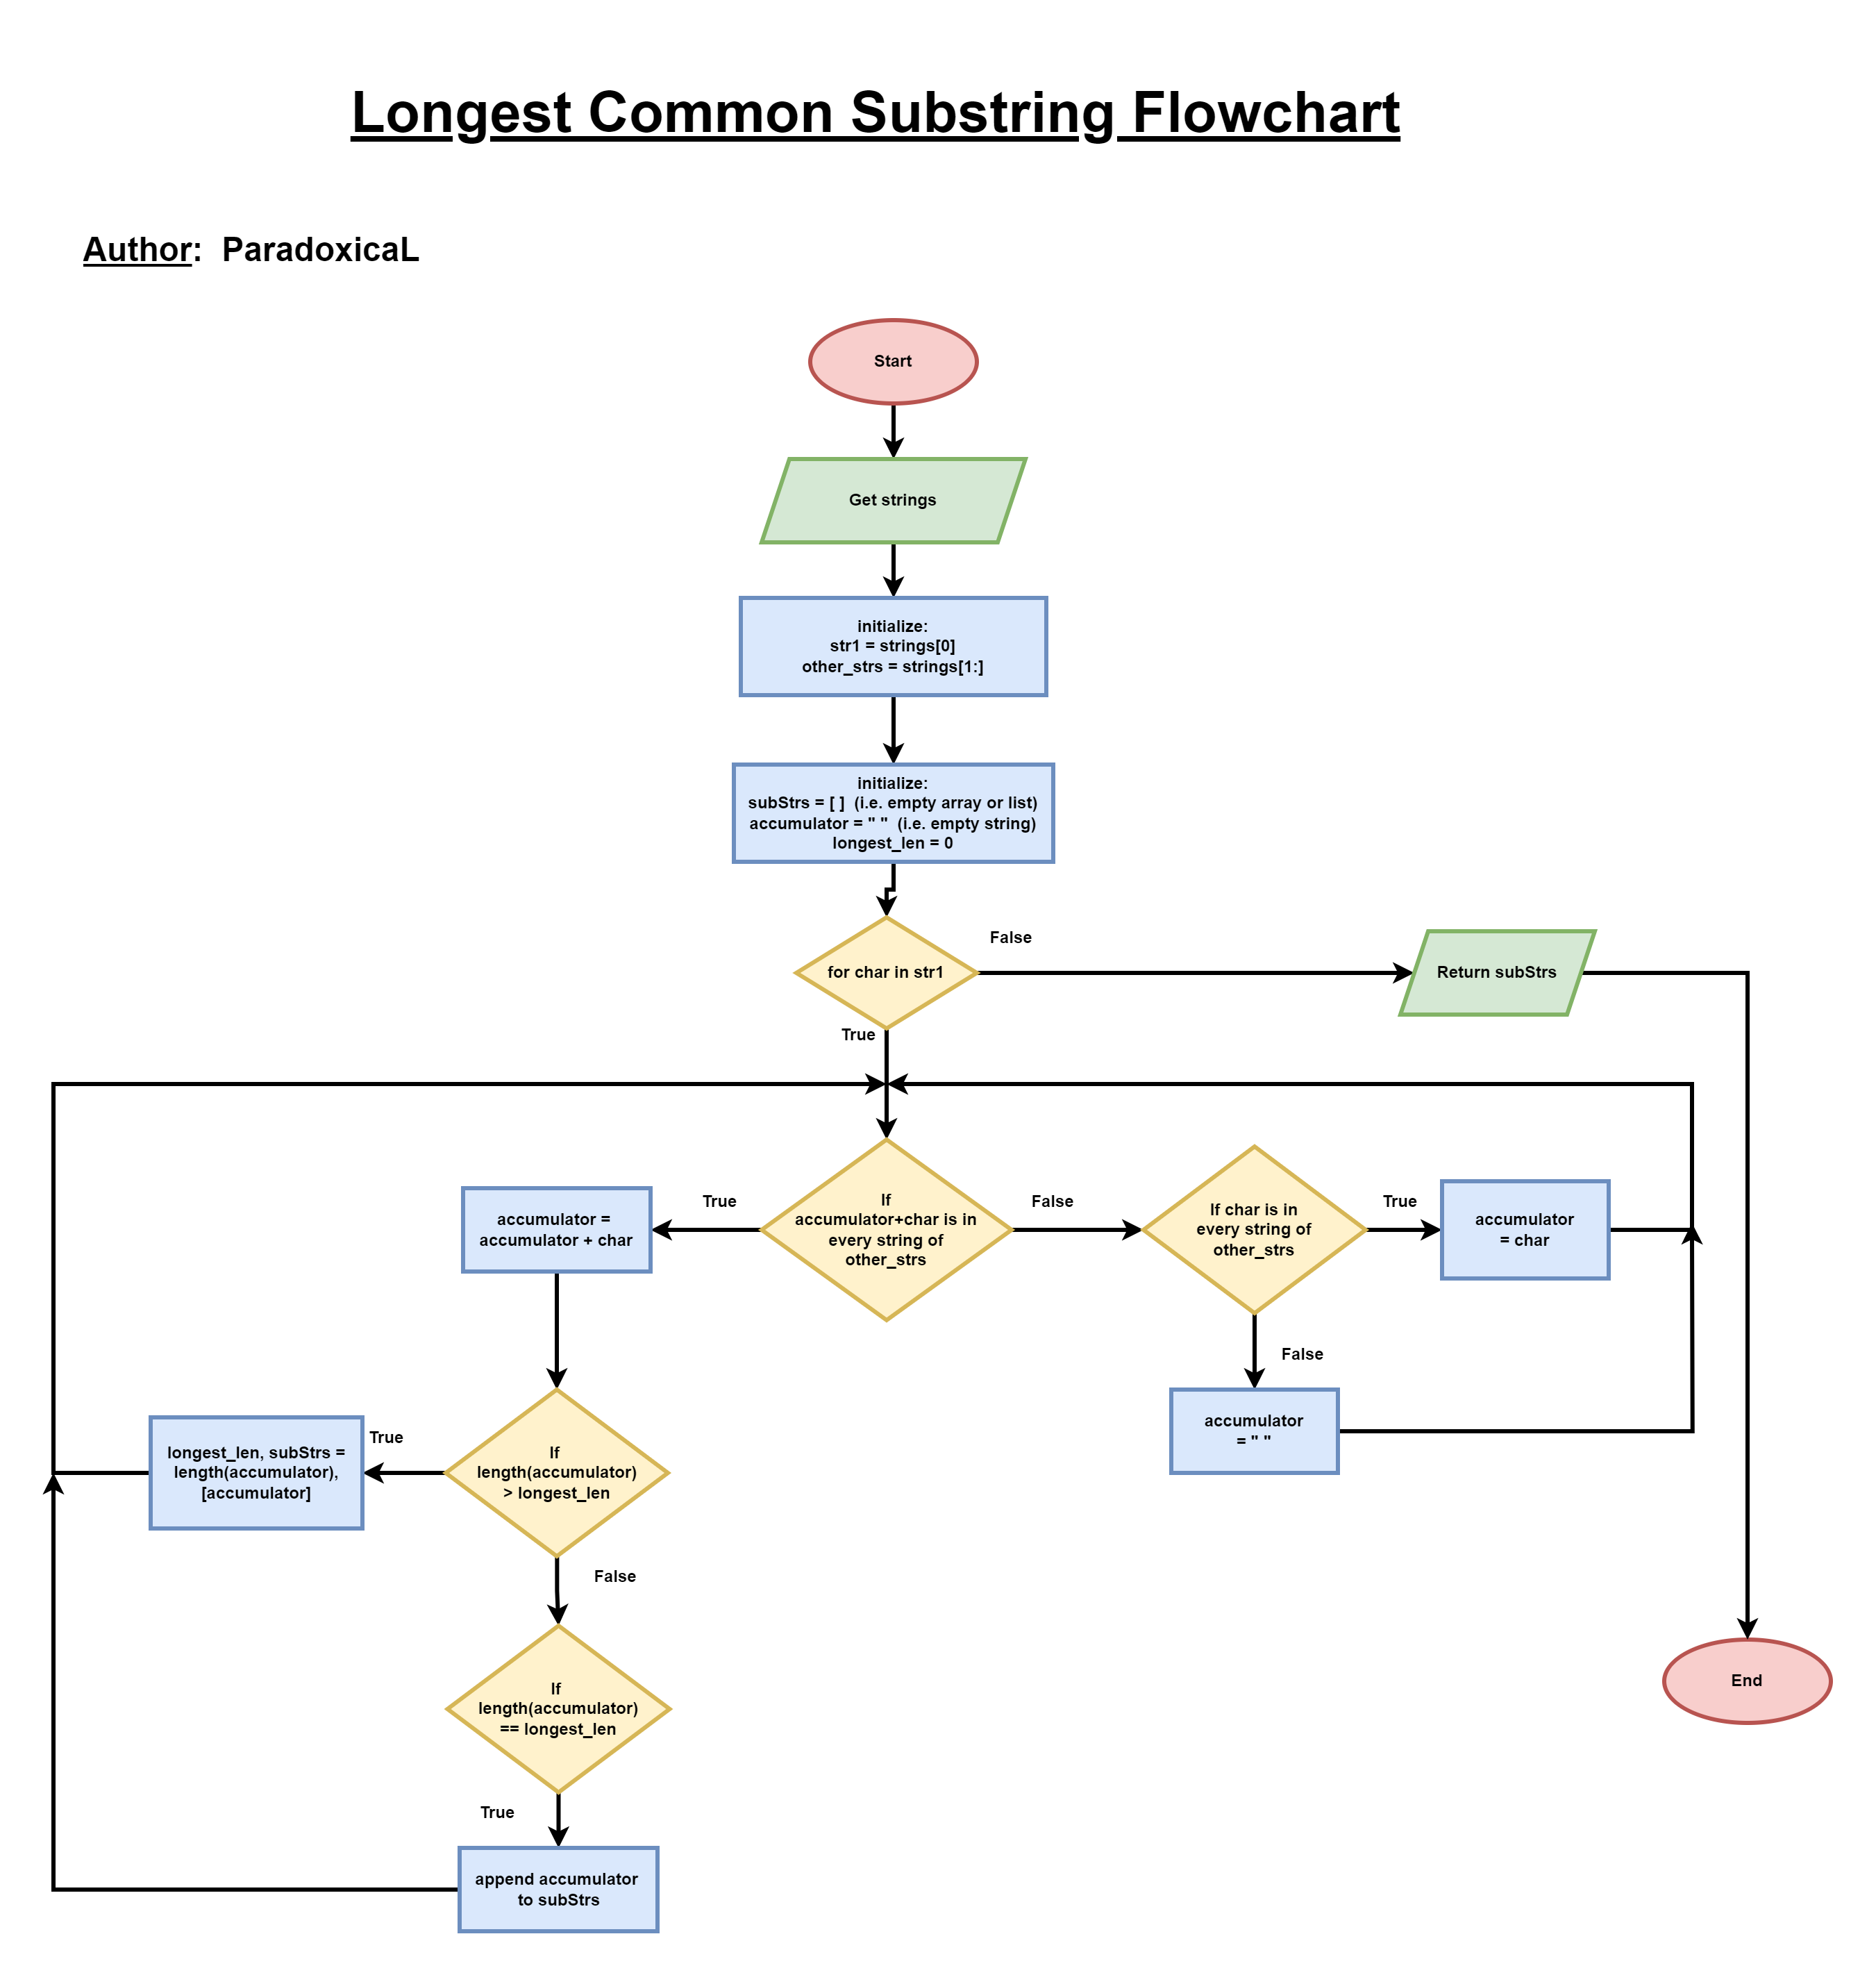 Longest Common Substring Flowchart
Author:  ParadoxicaL
Start
Get strings
initialize:
str1 = strings[0]
other_strs = strings[1:]
initialize:
subStrs = [ ]  (i.e. empty array or list)
accumulator = " "  (i.e. empty string)
longest_len = 0
for char in str1
False
Return subStrs
True
If
accumulator+char is in
every string of
other_strs
True
accumulator =
accumulator + char
False
If char is in
every string of
other_strs
True
accumulator
= char
False
accumulator
= " "
If
length(accumulator)
> longest_len
True
longest_len, subStrs =
length(accumulator),
[accumulator]
False
If
length(accumulator)
== longest_len
True
append accumulator
to subStrs
End